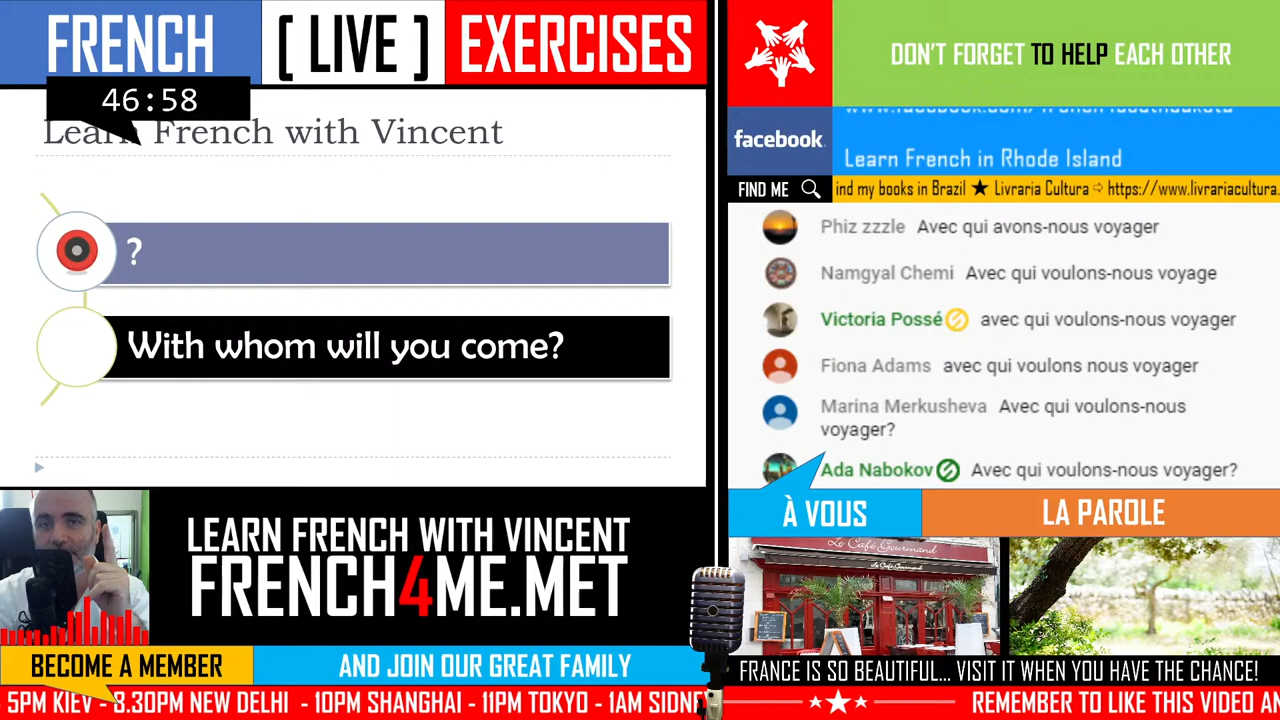 FRENCH [ LIVE ] EXERCISES
46:58
Learn French with Vincent
?
With whom will you come?
LEARN FRENCH WITH VINCENT
FRENCH4ME.MET
BECOME A MEMBER
AND JOIN OUR GREAT FAMILY
5PM KIEV - 8.30PM NEW DELHI - 10PM SHANGHAI - 11PM TOKYO - 1AM SIDNE
DON'T FORGET TO HELP EACH OTHER
facebook
Learn French in Rhode Island
FIND ME
ind my books in Brazil ★ Livraria Cultura ⇨ https://www.livrariacultura.
Phiz zzzle Avec qui avons-nous voyager
Namgyal Chemi Avec qui voulons-nous voyage
Victoria Possé avec qui voulons-nous voyager
Fiona Adams avec qui voulons nous voyager
Marina Merkusheva Avec qui voulons-nous
voyager?
Ada Nabokov Avec qui voulons-nous voyager?
À VOUS
LA PAROLE
Le Café Gourmand
Le Café Gourmand
FRANCE IS SO BEAUTIFUL... VISIT IT WHEN YOU HAVE THE CHANCE!
REMEMBER TO LIKE THIS VIDEO AN